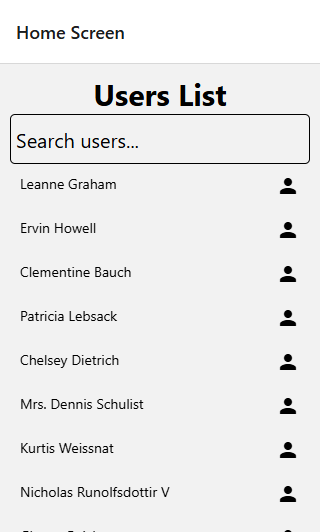 Home Screen
Users List
Search users...
Leanne Graham
Ervin Howell
Clementine Bauch
Patricia Lebsack
Chelsey Dietrich
Mrs. Dennis Schulist
Kurtis Weissnat
Nicholas Runolfsdottir V